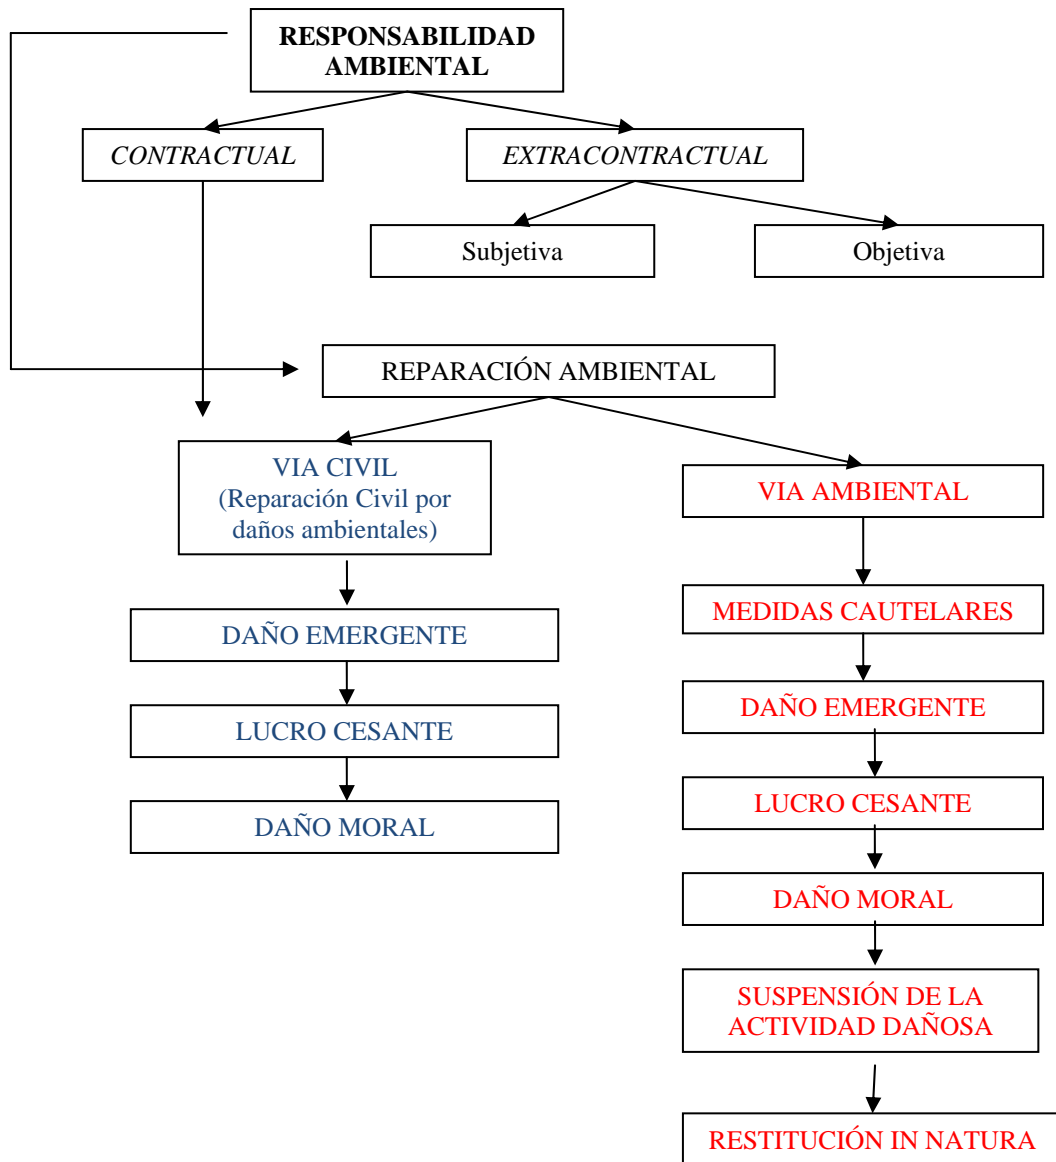 RESPONSABILIDAD
AMBIENTAL
CONTRACTUAL
EXTRACONTRACTUAL
Subjetiva
Objetiva
REPARACIÓN AMBIENTAL
VIA CIVIL
(Reparación Civil por
daños ambientales)
DAÑO EMERGENTE
LUCRO CESANTE
DAÑO MORAL
VIA AMBIENTAL
MEDIDAS CAUTELARES
DAÑO EMERGENTE
LUCRO CESANTE
DAÑO MORAL
SUSPENSIÓN DE LA
ACTIVIDAD DAÑOSA
RESTITUCIÓN IN NATURA